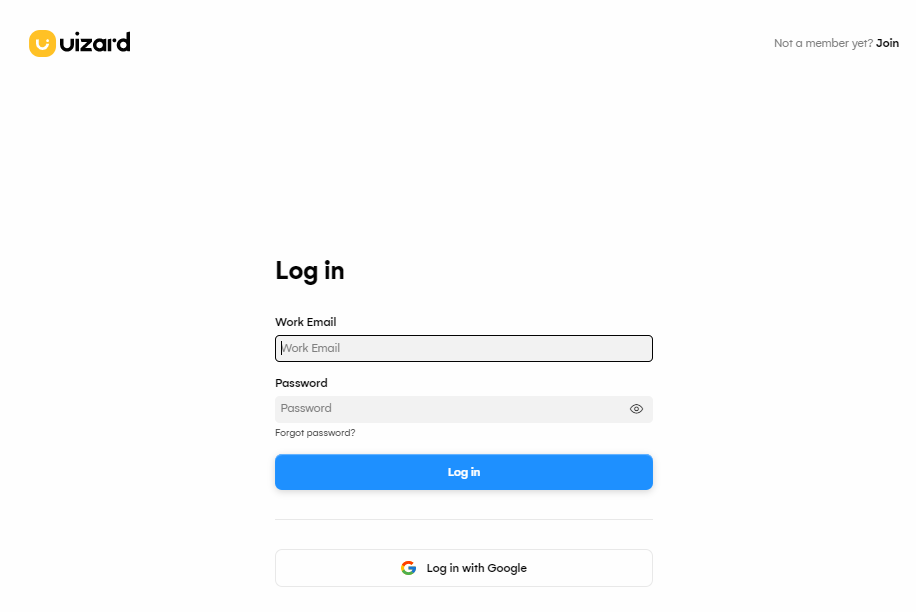 uizard
Not a member yet? Join
Log in
Work Email
Work Email
Password
Password
Forgot password?
Log in
Log in with Google